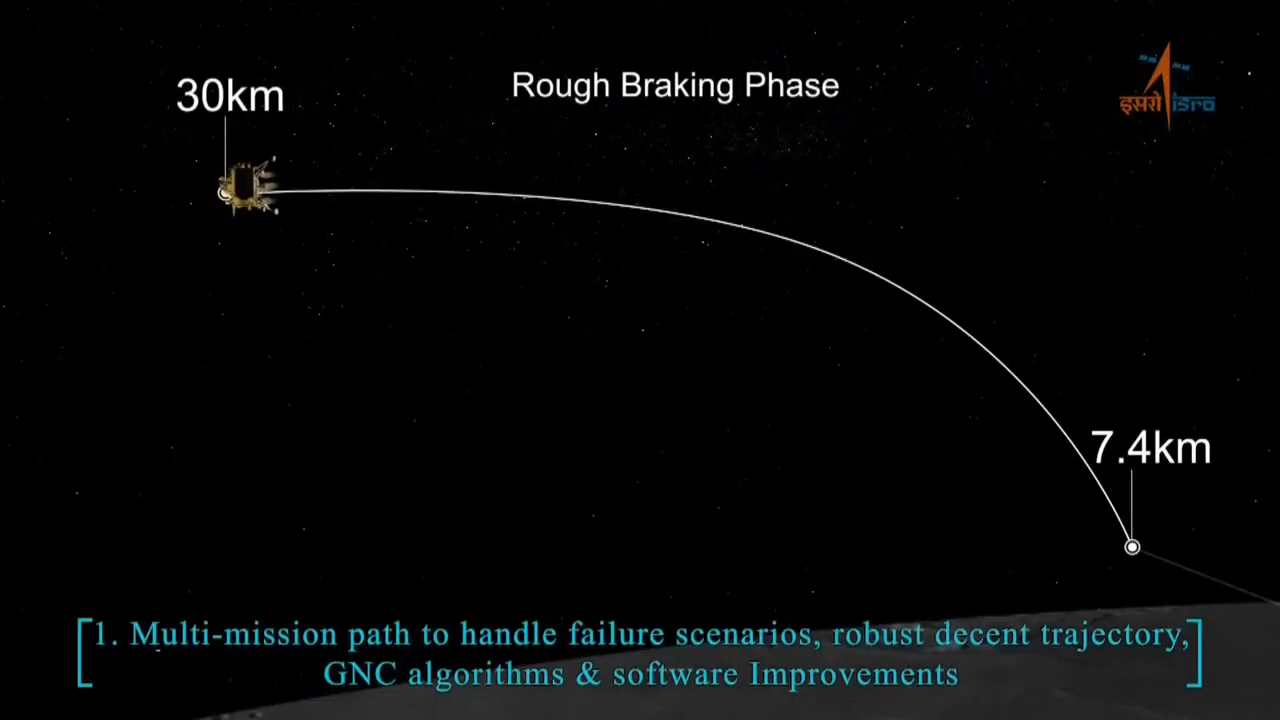 Rough Braking Phase
30km
इसरो isro
7.4km
1. Multi-mission path to handle failure scenarios, robust decent trajectory,
GNC algorithms & software Improvements